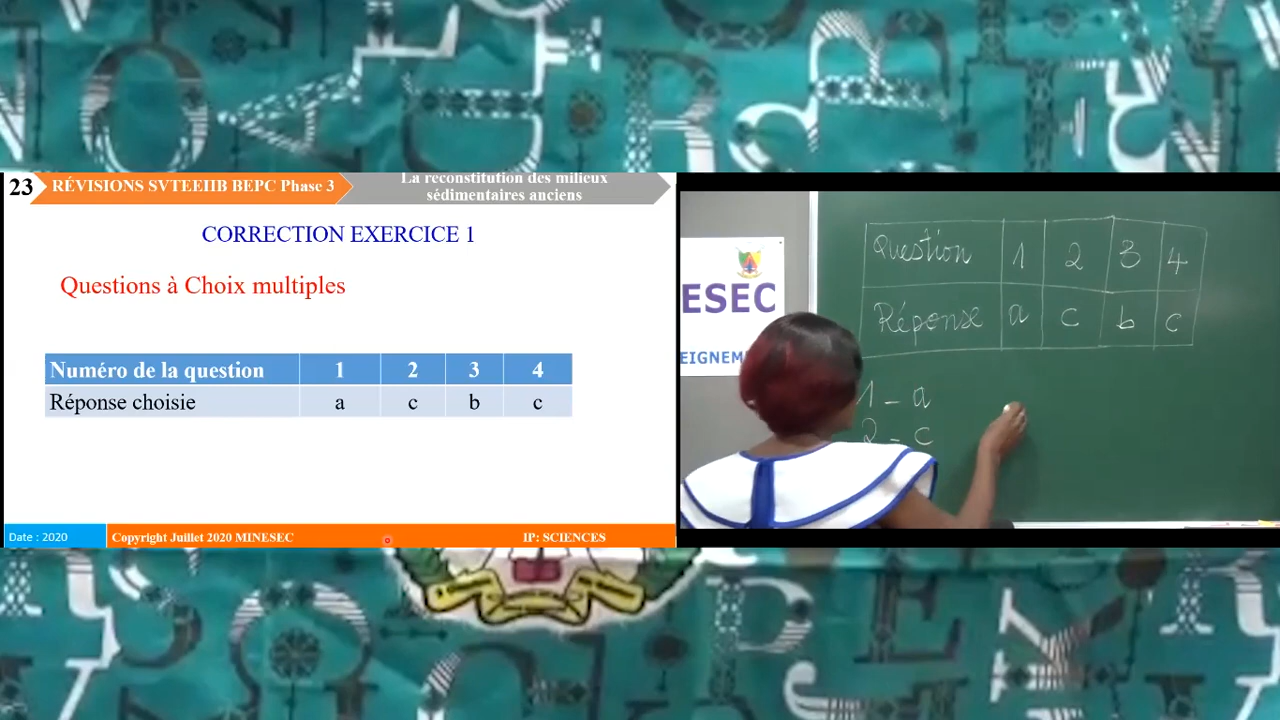 23
RÉVISIONS SVTEEHB BEPC Phase 3
La reconstitution des milieux
sédimentaires anciens
CORRECTION EXERCICE 1
Questions à Choix multiples
Numéro de la question 1 2 3 4
Réponse choisie a c b c
Date : 2020
Copyright Juillet 2020 MINESEC
IP: SCIENCES
ESEC
EIGNEM
Question 1 2 3 4
Réponse a c b c
1 - a
2 - c